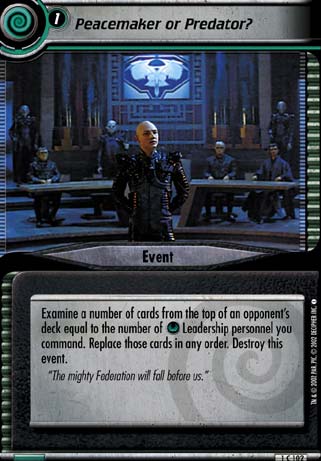 1 Peacemaker or Predator?
Event
Examine a number of cards from the top of an opponent's
deck equal to the number of Leadership personnel you
command. Replace those cards in any order. Destroy this
event.
"The mighty Federation will fall before us."
TM & © 2002 PAR. PIC. © 2002 DECIPHER INC.
1 C 102